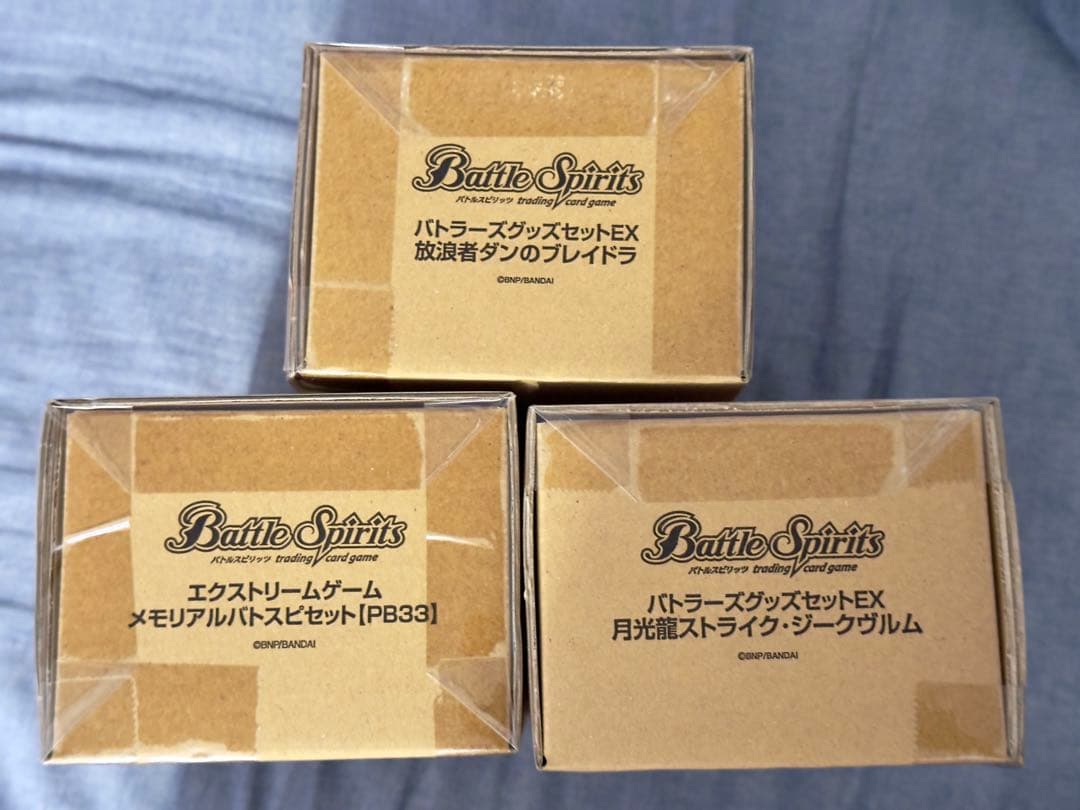 Battle Spirits
バトルスピリッツ trading card game
バトラーズグッズセットEX
放浪者ダンのブレイドラ
©BNP/BANDAI
Battle Spirits
バトルスピリッツ trading card game
エクストリームゲーム
メモリアルバトスピセット【PB33】
©BNP/BANDAI
Battle Spirits
バトルスピリッツ trading card game
バトラーズグッズセットEX
月光龍ストライク・ジークヴルム
©BNP/BANDAI